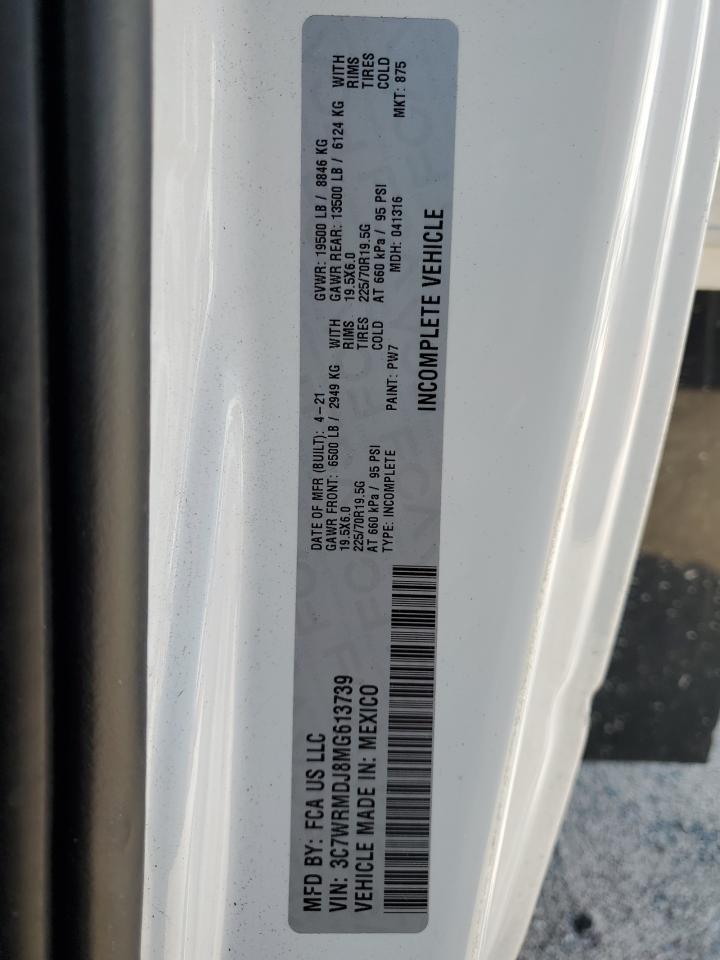 MFD BY: FCA US LLC
VIN: 3C7WRMDJ8MG613739
VEHICLE MADE IN: MEXICO
DATE OF MFR (BUILT): 4-21
GAWR FRONT: 6500 LB / 2949 KG WITH
19.5X6.0 RIMS
225/70R19.5G TIRES
AT 660 kPa / 95 PSI COLD
TYPE: INCOMPLETE PAINT: PW7
GVWR: 19500 LB / 8846 KG
GAWR REAR: 13500 LB / 6124 KG WITH
19.5X6.0 RIMS
225/70R19.5G TIRES
AT 660 kPa / 95 PSI COLD
MDH: 041316 MKT: 875
INCOMPLETE VEHICLE